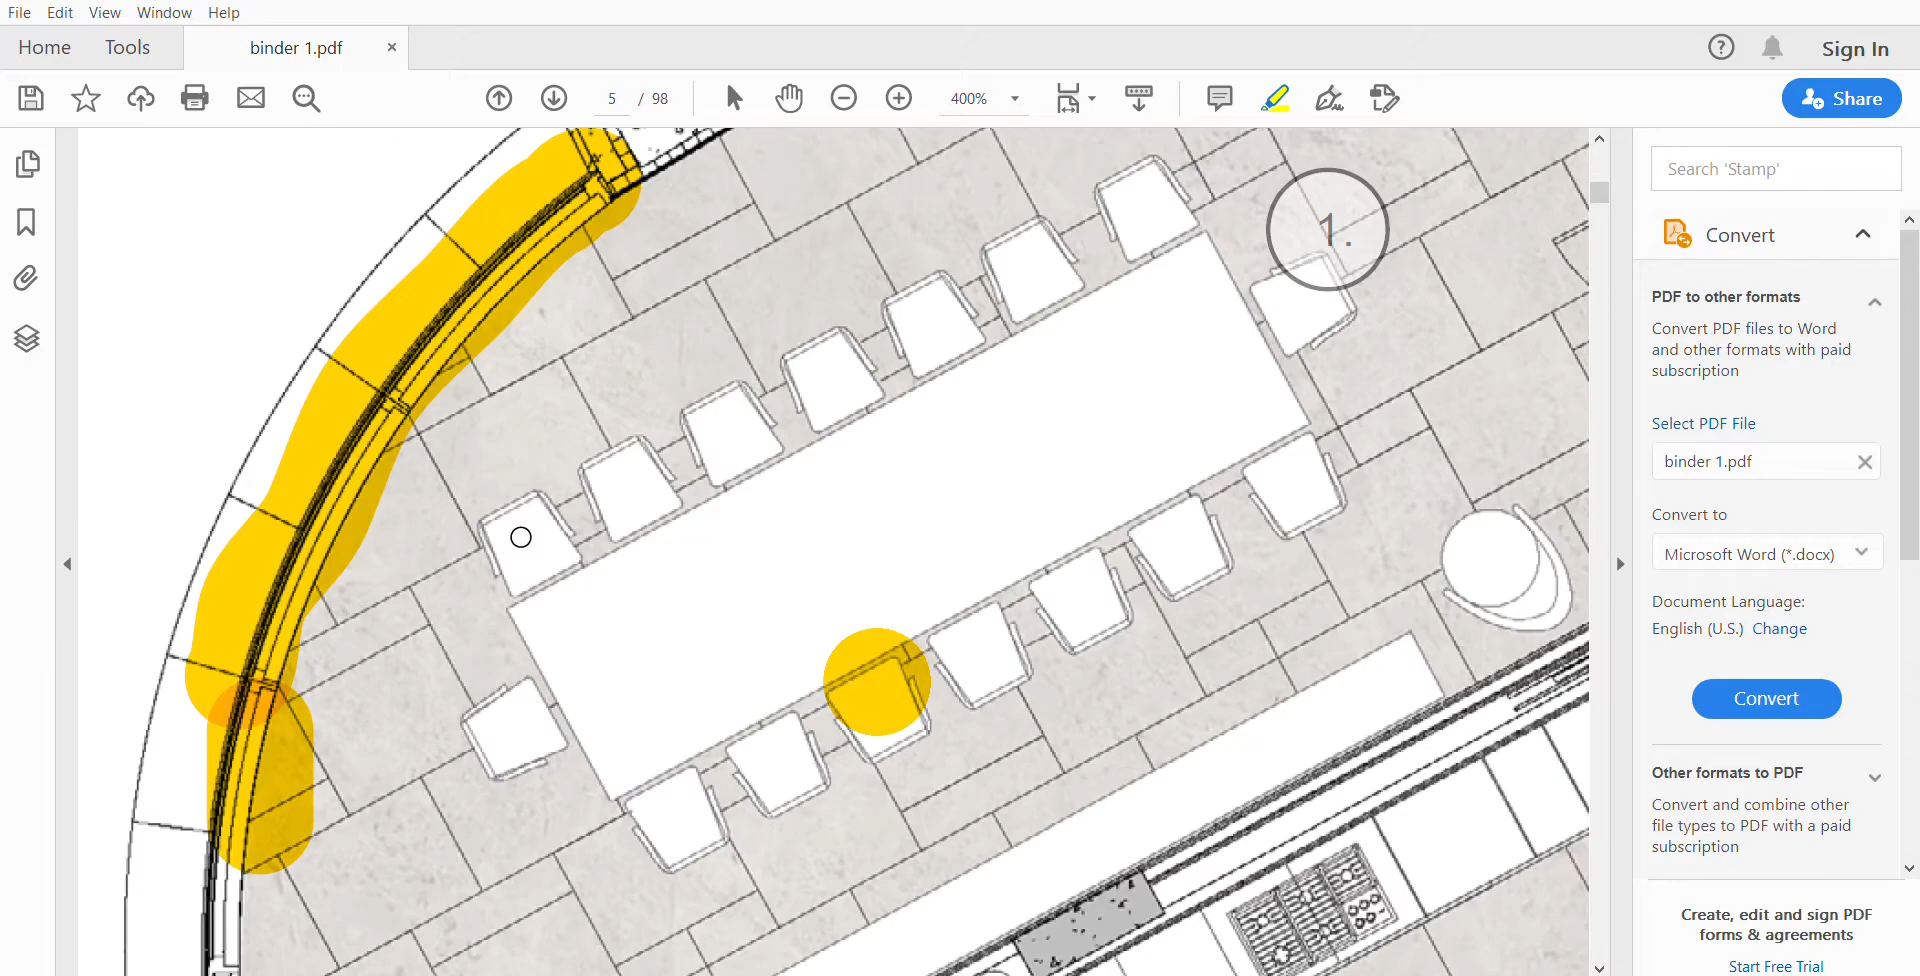 File Edit View Window Help
Home Tools binder 1.pdf × Sign In
5 / 98 400% Share
1.
Search 'Stamp'
Convert
PDF to other formats
Convert PDF files to Word
and other formats with paid
subscription
Select PDF File
binder 1.pdf
Convert to
Microsoft Word (*.docx)
Document Language:
English (U.S.) Change
Convert
Other formats to PDF
Convert and combine other
file types to PDF with a paid
subscription
Create, edit and sign PDF
forms & agreements
Start Free Trial